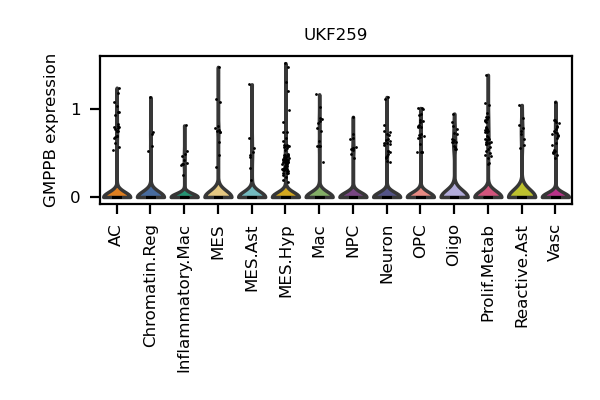 UKF259
GMPPB expression
1
0
AC
Chromatin.Reg
Inflammatory.Mac
MES
MES.Ast
MES.Hyp
Mac
NPC
Neuron
OPC
Oligo
Prolif.Metab
Reactive.Ast
Vasc